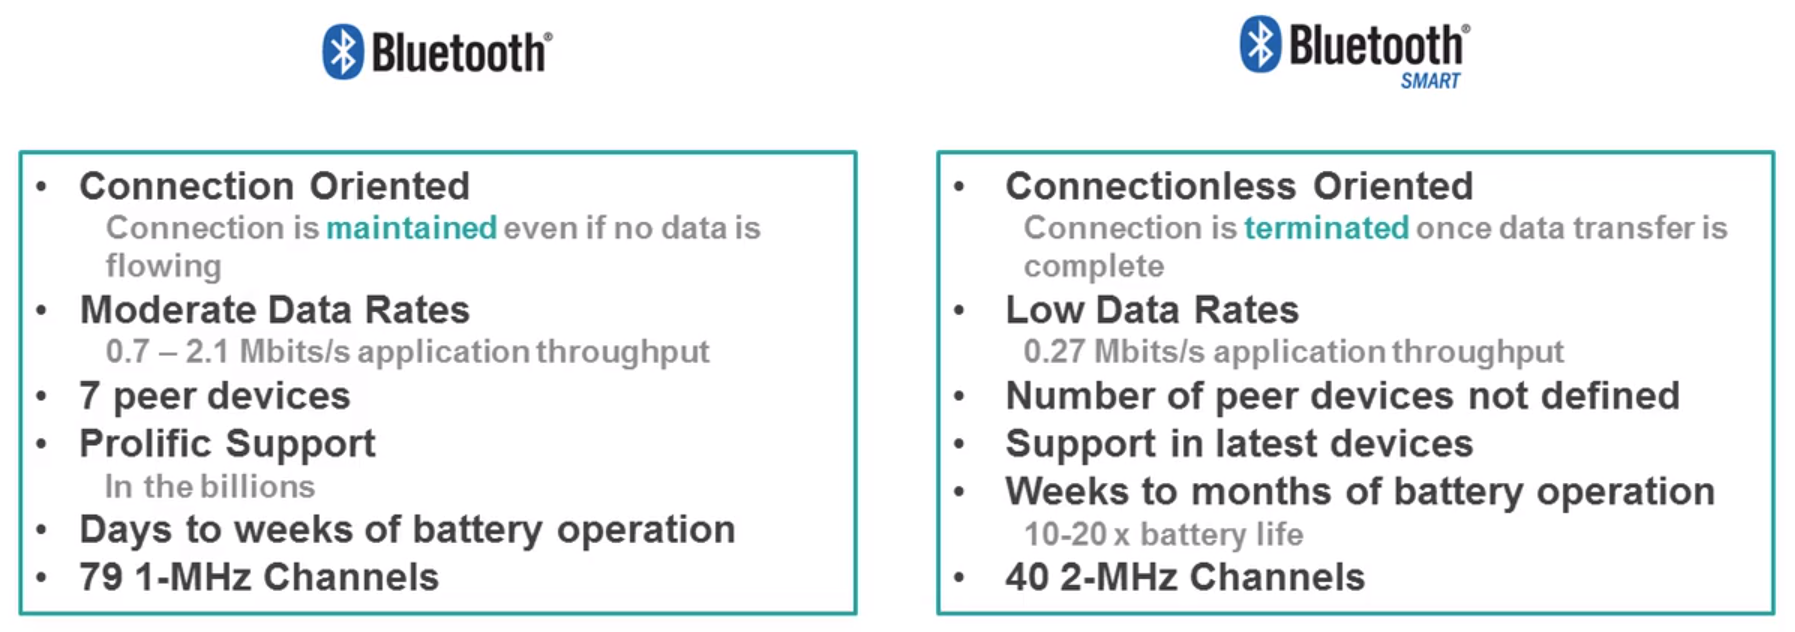 Bluetooth®
• Connection Oriented
Connection is maintained even if no data is
flowing
• Moderate Data Rates
0.7 – 2.1 Mbits/s application throughput
• 7 peer devices
• Prolific Support
In the billions
• Days to weeks of battery operation
• 79 1-MHz Channels
Bluetooth®
SMART
• Connectionless Oriented
Connection is terminated once data transfer is
complete
• Low Data Rates
0.27 Mbits/s application throughput
• Number of peer devices not defined
• Support in latest devices
• Weeks to months of battery operation
10-20 x battery life
• 40 2-MHz Channels